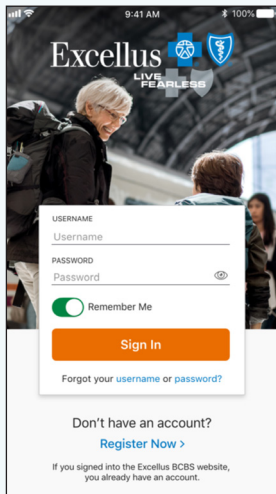 9:41 AM
100%
Excellus
LIVE
FEARLESS
USERNAME
Username
PASSWORD
Password
Remember Me
Sign In
Forgot your username or password?
Don't have an account?
Register Now >
If you signed into the Excellus BCBS website,
you already have an account.